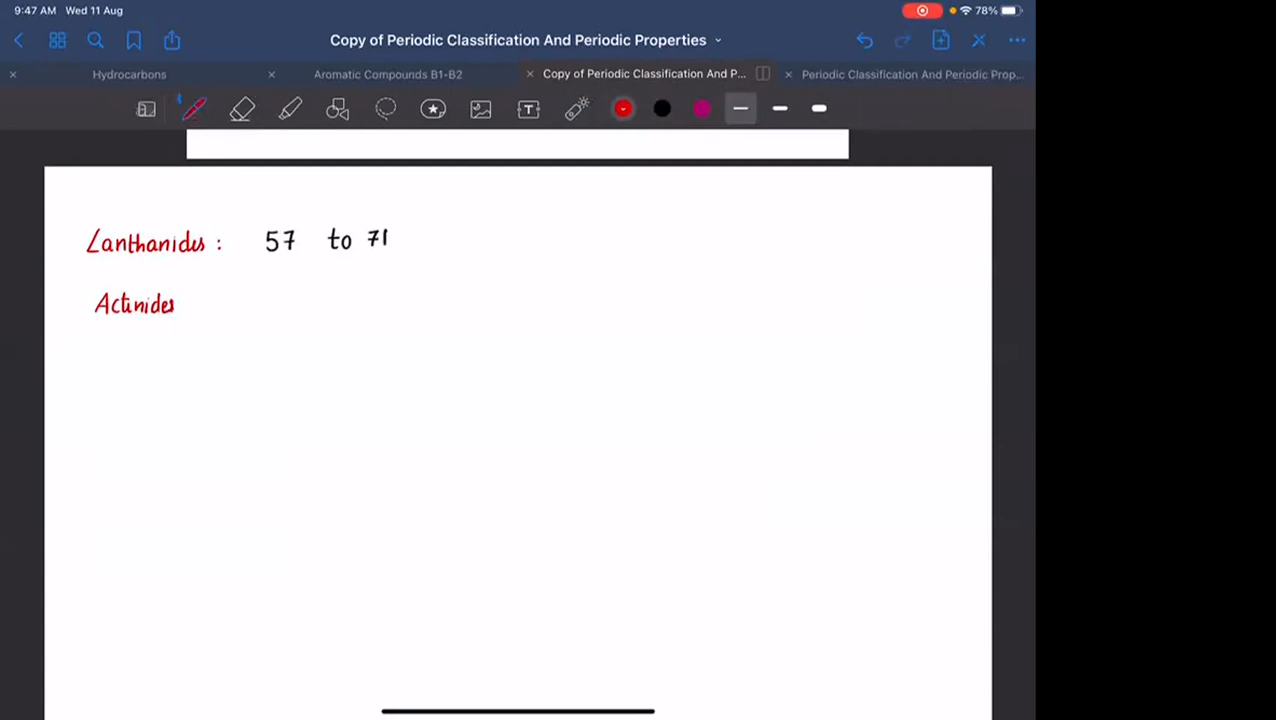 9:47 AM Wed 11 Aug
78%
Copy of Periodic Classification And Periodic Properties
Hydrocarbons
Aromatic Compounds B1-B2
Copy of Periodic Classification And P...
Periodic Classification And Periodic Prop...
T
Lanthanides : 57 to 71
Actinides